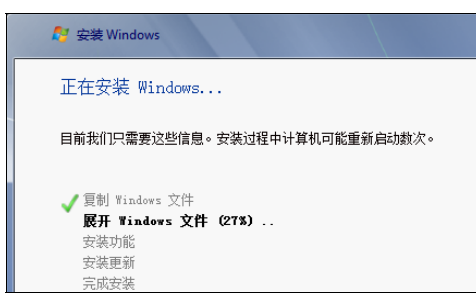 安装 Windows
正在安装 Windows...
目前我们只需要这些信息。安装过程中计算机可能重新启动数次。
复制 Windows 文件
展开 Windows 文件 (27%) ..
安装功能
安装更新
完成安装